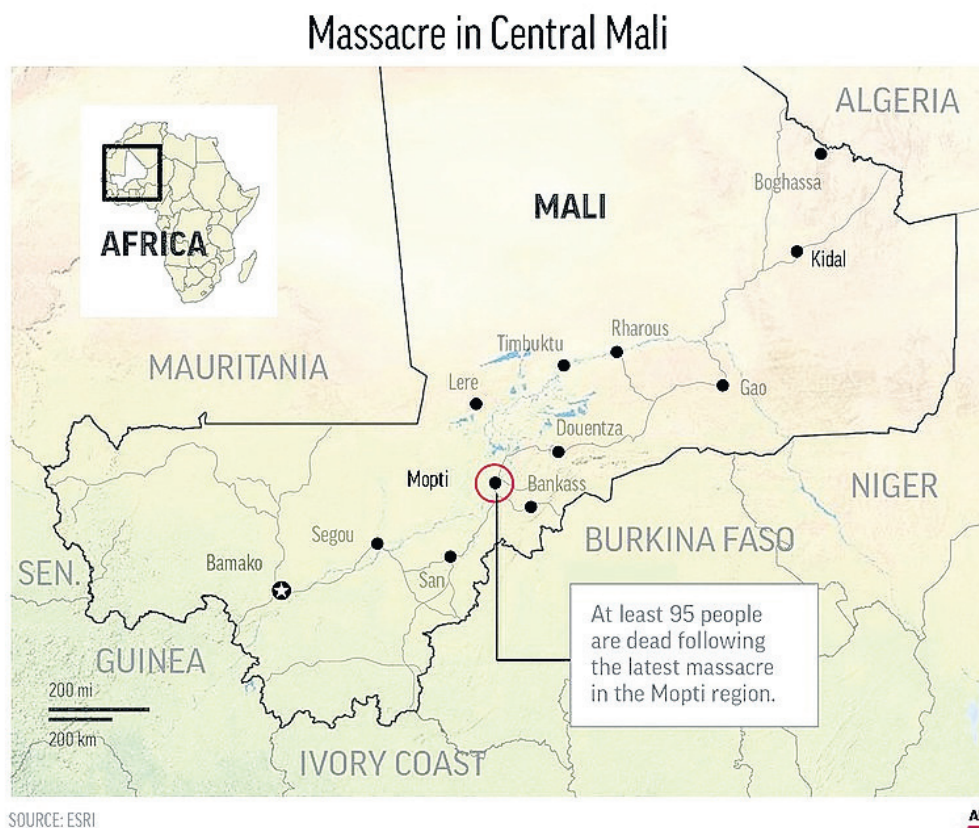 Massacre in Central Mali
ALGERIA
AFRICA
MALI
Boghassa
Kidal
MAURITANIA
Timbuktu
Rharous
Lere
Gao
Douentza
Mopti
Bankass
NIGER
Segou
BURKINA FASO
SEN.
Bamako
San
At least 95 people
are dead following
the latest massacre
in the Mopti region.
GUINEA
200 mi
200 km
IVORY COAST
SOURCE: ESRI